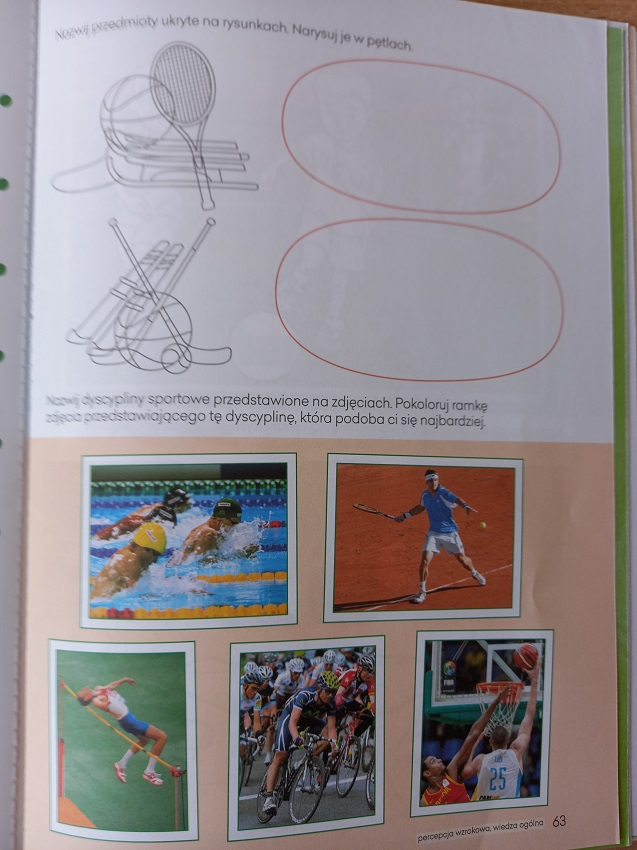 Nazwij przedmioty ukryte na rysunkach. Narysuj je w pętlach.
Nazwij dyscypliny sportowe przedstawione na zdjęciach. Pokoloruj ramkę
zdjęcia przedstawiającego tę dyscyplinę, która podoba ci się najbardziej.
FIBA
25
percepcja wzrokowa, wiedza ogólna 63